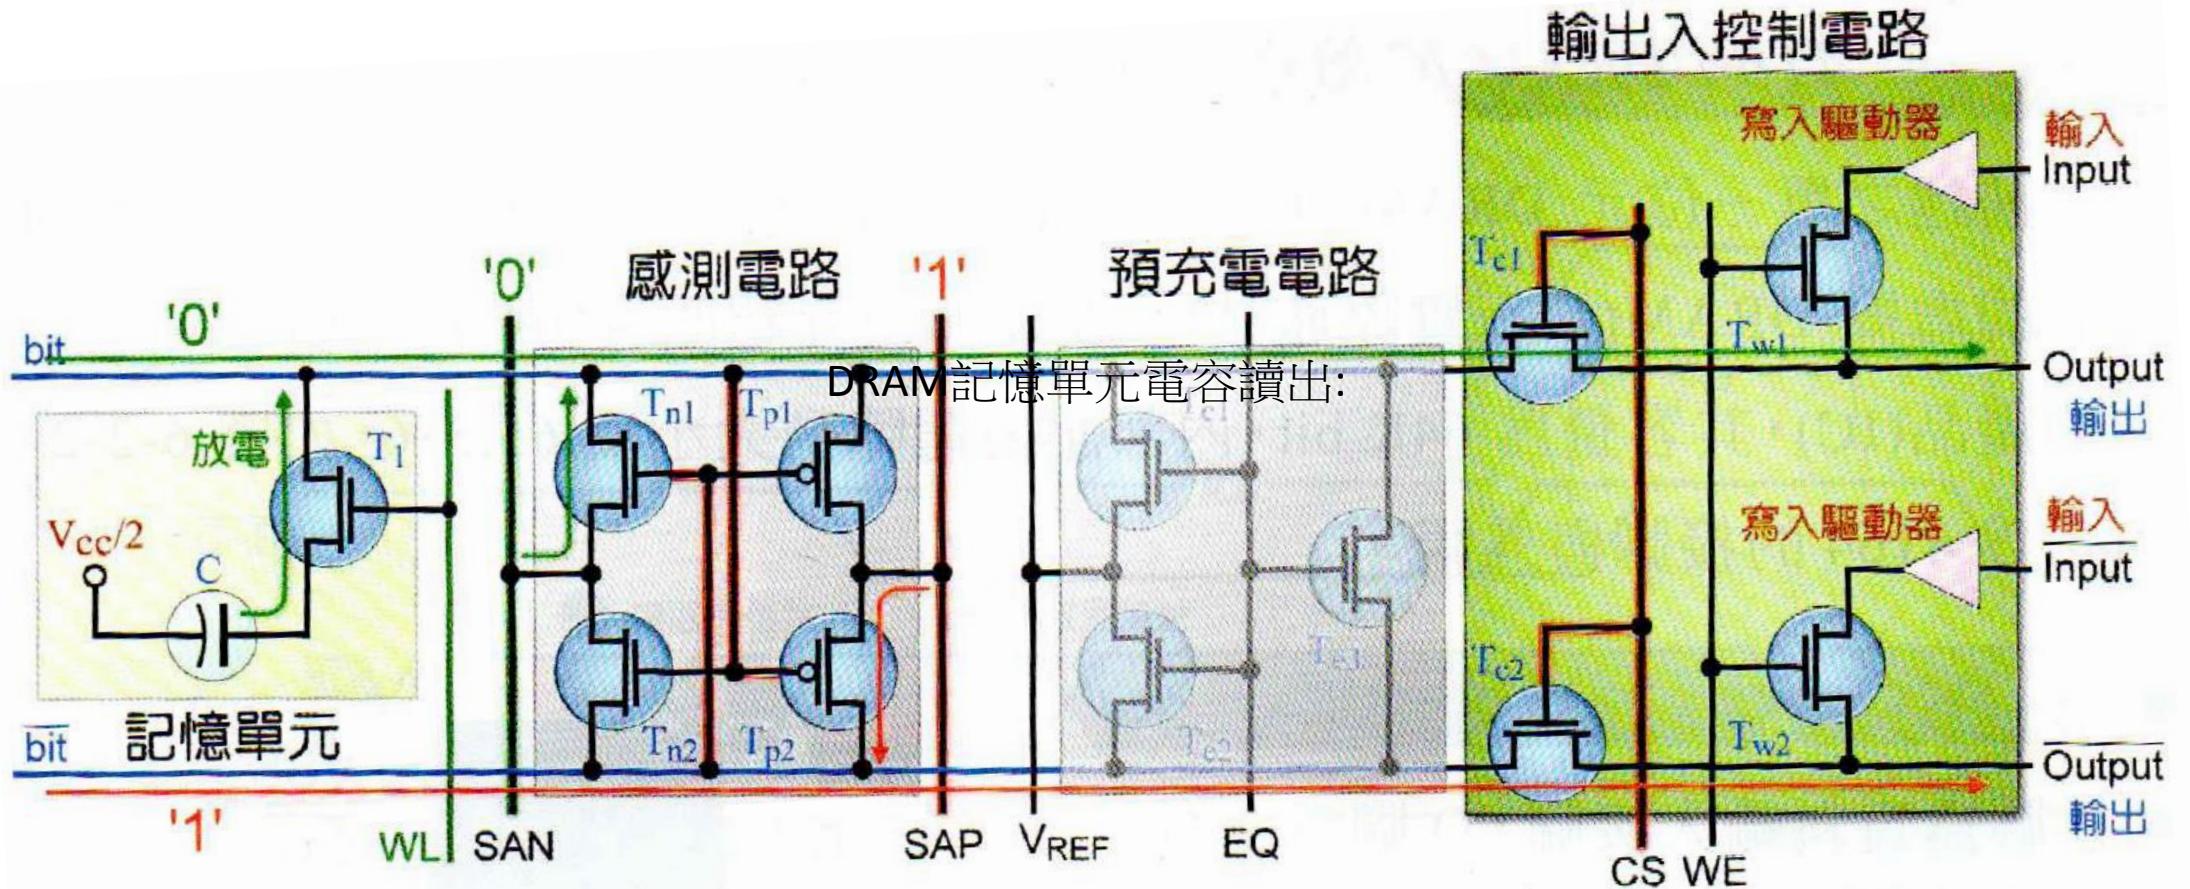 輸出入控制電路
寫入驅動器
輸入
Input
'0'
感測電路
'1'
預充電電路
Tc1
'0'
bit
Tw1
DRAM記憶單元電容讀出:
Output
輸出
Tn1
Tp1
Te1
放電
T1
VCC/2
C
寫入驅動器
輸入
Input
Te3
Tc2
bit
記憶單元
Tn2
Tp2
Te2
Tw2
Output
輸出
'1'
WL
SAN
SAP
VREF
EQ
CS
WE